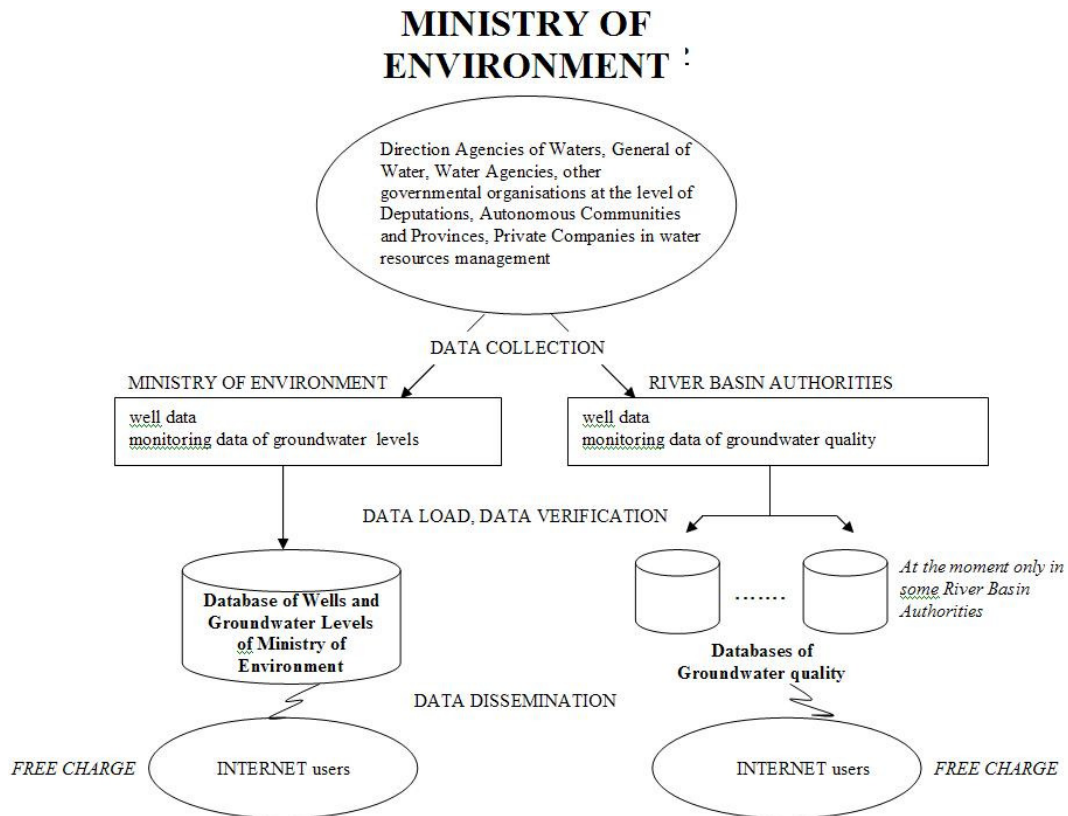 MINISTRY OF
ENVIRONMENT :
Direction Agencies of Waters, General of
Water, Water Agencies, other
governmental organisations at the level of
Deputations, Autonomous Communities
and Provinces, Private Companies in water
resources management
DATA COLLECTION
MINISTRY OF ENVIRONMENT
well data
monitoring data of groundwater levels
RIVER BASIN AUTHORITIES
well data
monitoring data of groundwater quality
DATA LOAD, DATA VERIFICATION
Database of Wells and
Groundwater Levels
of Ministry of
Environment
.......
At the moment only in
some River Basin
Authorities
Databases of
Groundwater quality
DATA DISSEMINATION
FREE CHARGE
INTERNET users
INTERNET users
FREE CHARGE